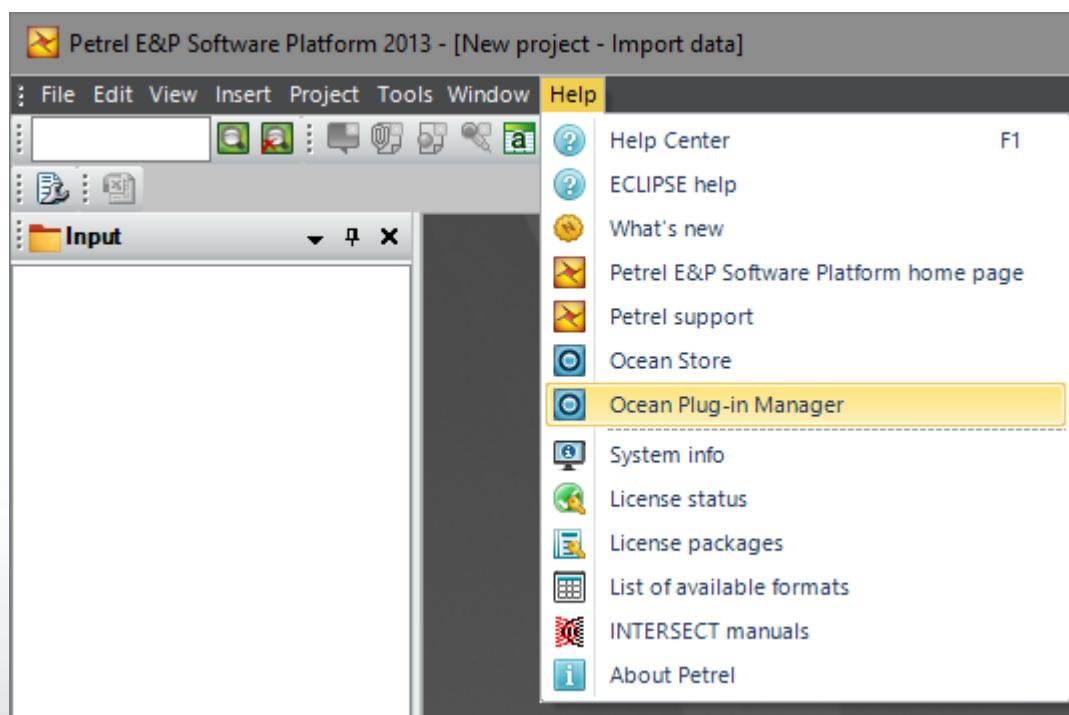 Petrel E&P Software Platform 2013 - [New project - Import data]
File Edit View Insert Project Tools Window Help
a
Input
Help Center F1
ECLIPSE help
What's new
Petrel E&P Software Platform home page
Petrel support
Ocean Store
Ocean Plug-in Manager
System info
License status
License packages
List of available formats
INTERSECT manuals
About Petrel